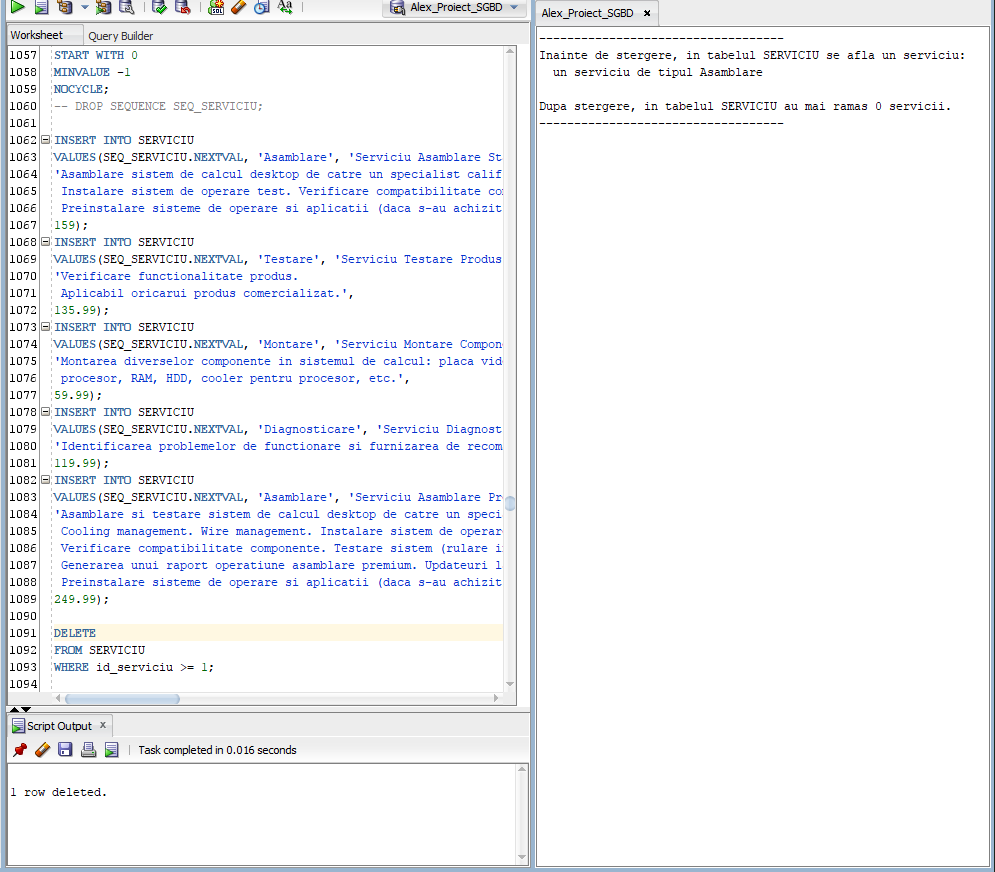 Alex_Proiect_SGBD
Worksheet
Query Builder
1057 START WITH 0
1058 MINVALUE -1
1059 NOCYCLE;
1060 -- DROP SEQUENCE SEQ_SERVICIU;
1061
1062 INSERT INTO SERVICIU
1063 VALUES(SEQ_SERVICIU.NEXTVAL, 'Asamblare', 'Serviciu Asamblare St
1064 'Asamblare sistem de calcul desktop de catre un specialist calif
1065 Instalare sistem de operare test. Verificare compatibilitate co
1066 Preinstalare sisteme de operare si aplicatii (daca s-au achizit
1067 159);
1068 INSERT INTO SERVICIU
1069 VALUES(SEQ_SERVICIU.NEXTVAL, 'Testare', 'Serviciu Testare Produs
1070 'Verificare functionalitate produs.
1071 Aplicabil oricarui produs comercializat.',
1072 135.99);
1073 INSERT INTO SERVICIU
1074 VALUES(SEQ_SERVICIU.NEXTVAL, 'Montare', 'Serviciu Montare Compon
1075 'Montarea diverselor componente in sistemul de calcul: placa vid
1076 procesor, RAM, HDD, cooler pentru procesor, etc.',
1077 59.99);
1078 INSERT INTO SERVICIU
1079 VALUES(SEQ_SERVICIU.NEXTVAL, 'Diagnosticare', 'Serviciu Diagnost
1080 'Identificarea problemelor de functionare si furnizarea de recom
1081 119.99);
1082 INSERT INTO SERVICIU
1083 VALUES(SEQ_SERVICIU.NEXTVAL, 'Asamblare', 'Serviciu Asamblare Pr
1084 'Asamblare si testare sistem de calcul desktop de catre un speci
1085 Cooling management. Wire management. Instalare sistem de operar
1086 Verificare compatibilitate componente. Testare sistem (rulare i
1087 Generarea unui raport operatiune asamblare premium. Updateuri l
1088 Preinstalare sisteme de operare si aplicatii (daca s-au achizit
1089 249.99);
1090
1091 DELETE
1092 FROM SERVICIU
1093 WHERE id_serviciu >= 1;
1094
Script Output x
Task completed in 0.016 seconds
1 row deleted.
Alex_Proiect_SGBD x
-----------------------------------
Inainte de stergere, in tabelul SERVICIU se afla un serviciu:
un serviciu de tipul Asamblare
Dupa stergere, in tabelul SERVICIU au mai ramas 0 servicii.
-----------------------------------